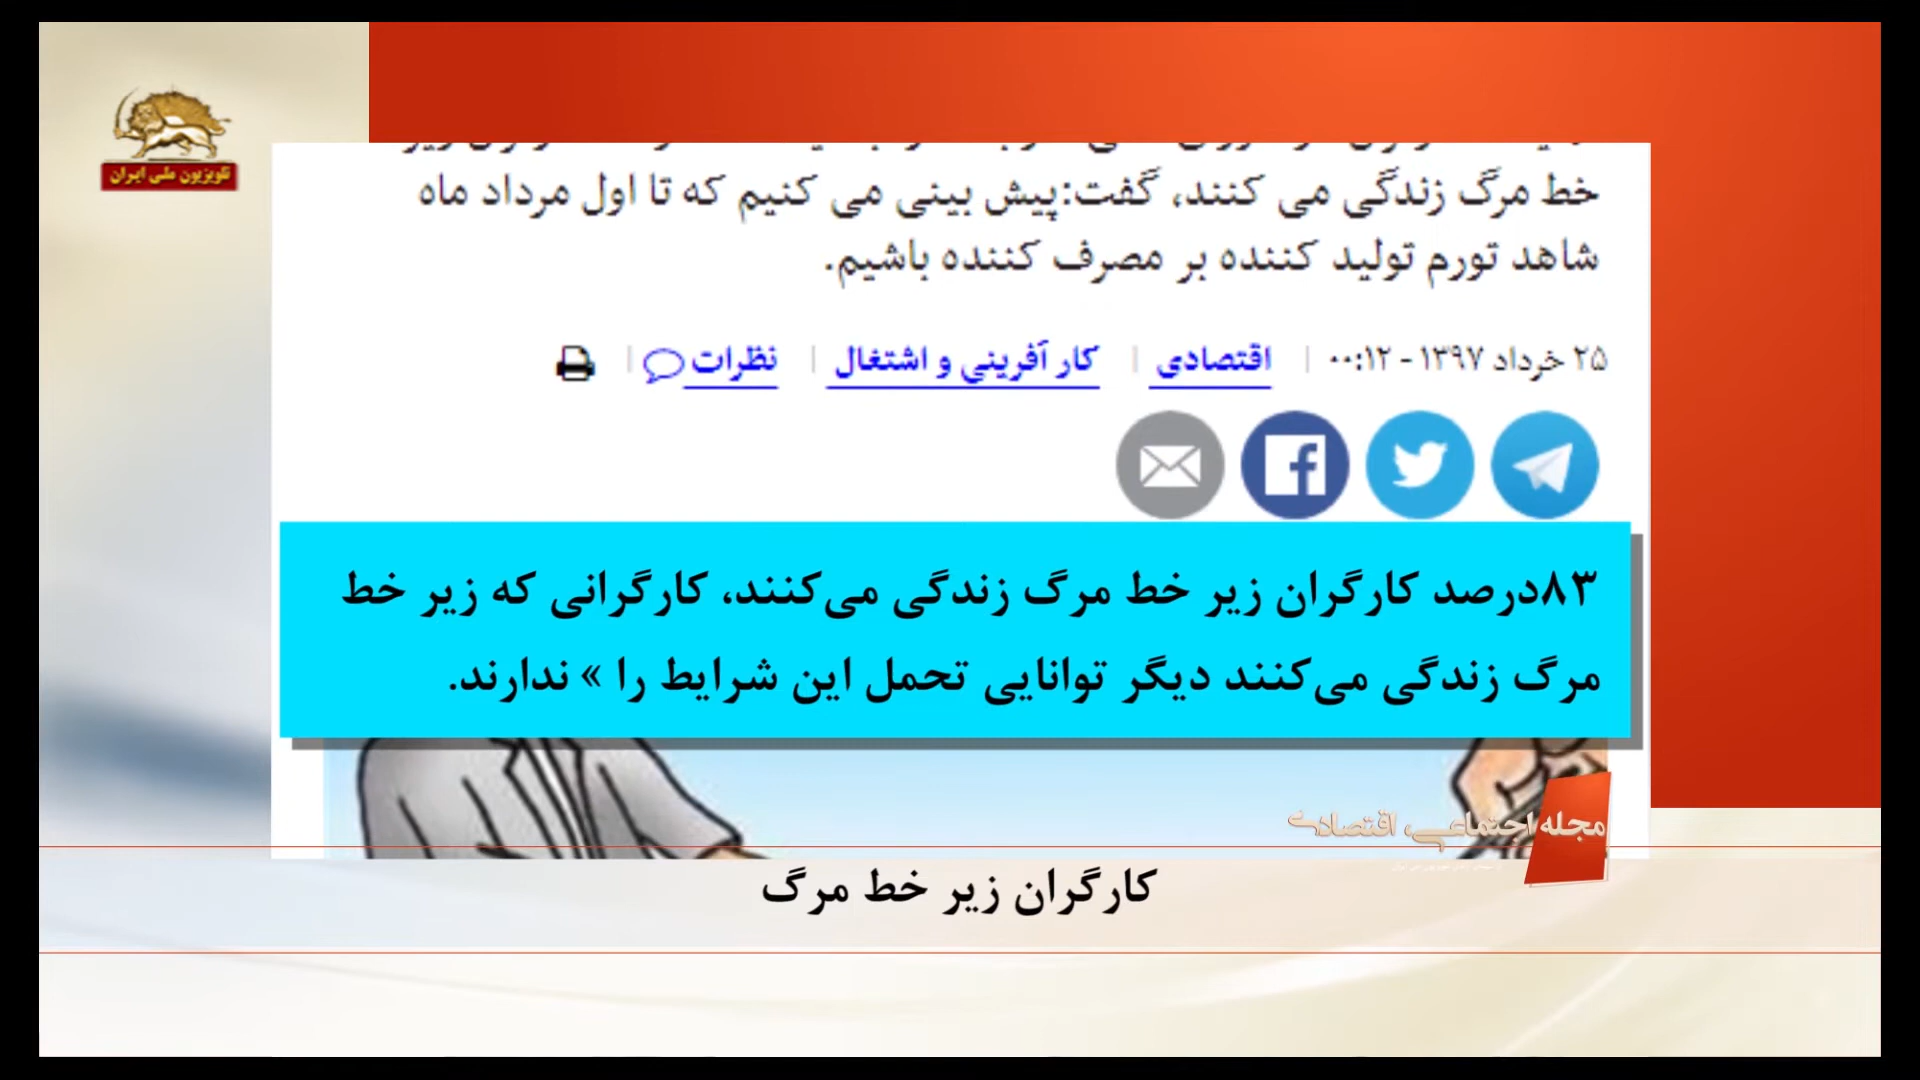 تلویزیون ملی ایران
خط مرگ زندگی می کنند، گفت:پیش بینی می کنیم که تا اول مرداد ماه
شاهد تورم تولید کننده بر مصرف کننده باشیم.
۲۵ خرداد ۱۳۹۷ - ۰۰:۱۲ | اقتصادی | کار آفرینی و اشتغال | نظرات |
۸۳درصد کارگران زیر خط مرگ زندگی می‌کنند، کارگرانی که زیر خط
مرگ زندگی می‌کنند دیگر توانایی تحمل این شرایط را » ندارند.
مجله اجتماعی، اقتصادی
کارگران زیر خط مرگ